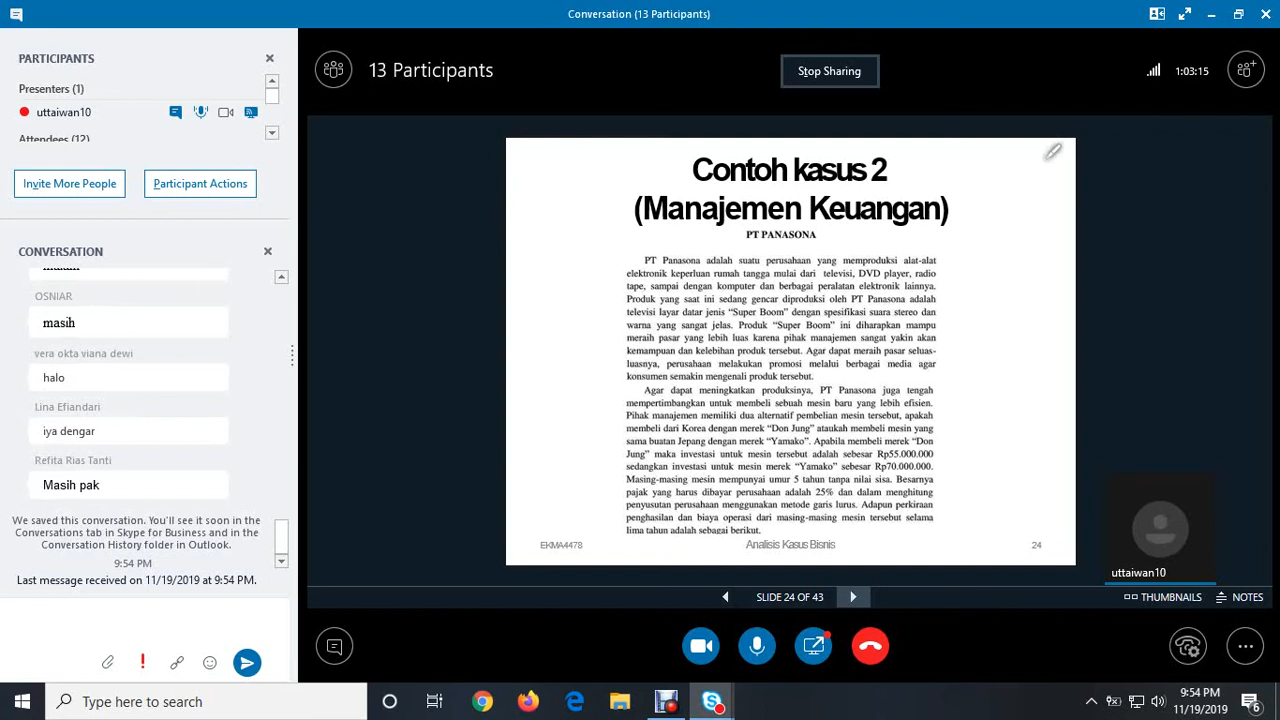 Conversation (13 Participants)
PARTICIPANTS
Presenters (1)
uttaiwan10
Attendees (12)
Invite More People
Participant Actions
CONVERSATION
OSNIAR
masih
vera okta viana dewi
halo
Lina Efiandari
iya dengar
Refita Rias Tanti
Masih pak
We saved this conversation. You'll see it soon in the
Conversations tab in Skype for Business and in the
Conversation History folder in Outlook.
9:54 PM
Last message received on 11/19/2019 at 9:54 PM.
13 Participants
Stop Sharing
1:03:15
Contoh kasus 2
(Manajemen Keuangan)
PT PANASONA
PT Panasona adalah suatu perusahaan yang memproduksi alat-alat
elektronik keperluan rumah tangga mulai dari televisi, DVD player, radio
tape, sampai dengan komputer dan berbagai peralatan elektronik lainnya.
Produk yang saat ini sedang gencar diproduksi oleh PT Panasona adalah
televisi layar datar jenis “Super Boom” dengan spesifikasi suara stereo dan
warna yang sangat jelas. Produk “Super Boom” ini diharapkan mampu
meraih pasar yang lebih luas karena pihak manajemen sangat yakin akan
kemampuan dan kelebihan produk tersebut. Agar dapat meraih pasar seluas-
luasnya, perusahaan melakukan promosi melalui berbagai media agar
konsumen semakin mengenali produk tersebut.
Agar dapat meningkatkan produksinya, PT Panasona juga tengah
mempertimbangkan untuk membeli sebuah mesin baru yang lebih efisien.
Pihak manajemen memiliki dua alternatif pembelian mesin tersebut, apakah
membeli dari Korea dengan merek “Don Jung” ataukah membeli mesin yang
sama buatan Jepang dengan merek “Yamako”. Apabila membeli merek “Don
Jung” maka investasi untuk mesin tersebut adalah sebesar Rp55.000.000
sedangkan investasi untuk mesin merek “Yamako” sebesar Rp70.000.000.
Masing-masing mesin mempunyai umur 5 tahun tanpa nilai sisa. Besarnya
pajak yang harus dibayar perusahaan adalah 25% dan dalam menghitung
penyusutan perusahaan menggunakan metode garis lurus. Adapun perkiraan
penghasilan dan biaya operasi dari masing-masing mesin tersebut selama
lima tahun adalah sebagai berikut.
EKMA4478
Analisis Kasus Bisnis
24
uttaiwan10
SLIDE 24 OF 43
THUMBNAILS
NOTES
Type here to search
9:54 PM
11/19/2019
6